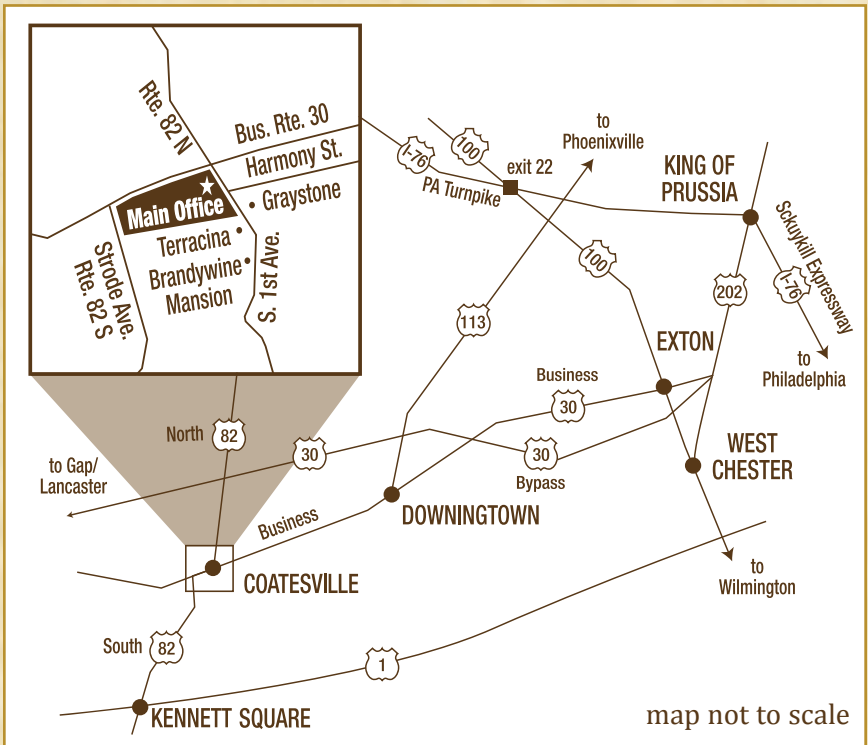 Rte. 82 N
Bus. Rte. 30
Harmony St.
Main Office
• Graystone
Terracina •
Brandywine •
Mansion
S. 1st Ave.
Strode Ave.
Rte. 82 S
I-76
100
exit 22
PA Turnpike
to
Phoenixville
KING OF
PRUSSIA
Sckuykill Expressway
I-76
100
202
113
EXTON
to
Philadelphia
Business
30
North
82
30
30
Bypass
WEST
CHESTER
to Gap/
Lancaster
Business
DOWNINGTOWN
COATESVILLE
to
Wilmington
South
82
1
KENNETT SQUARE
map not to scale